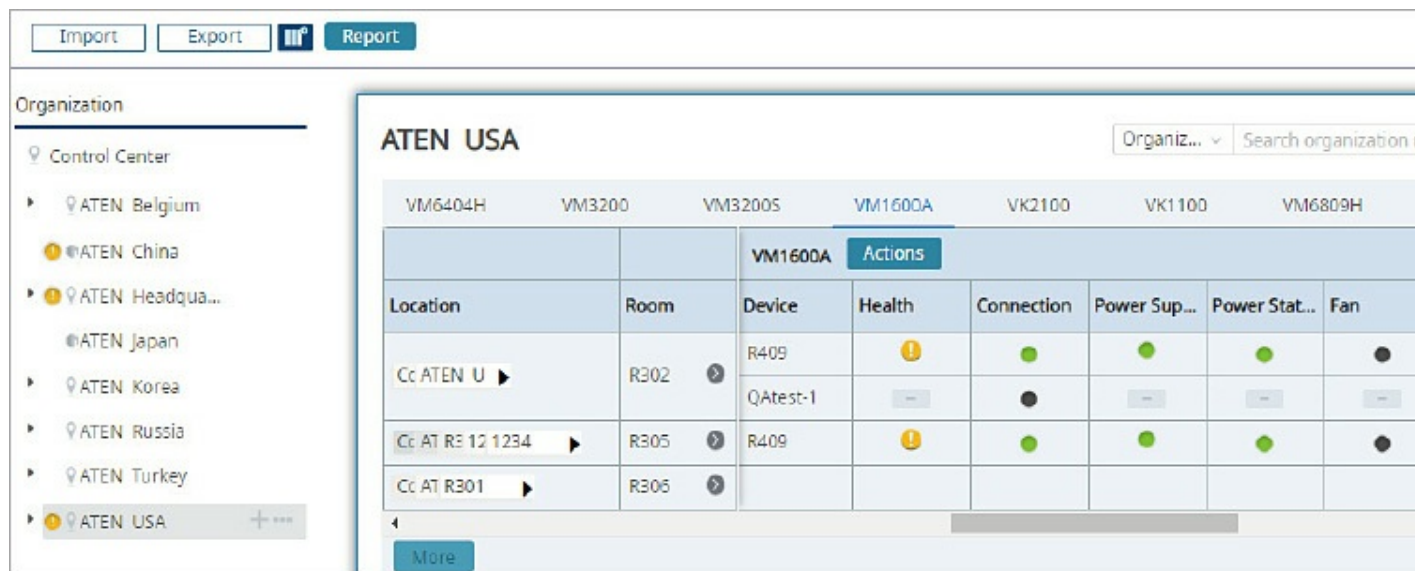 Import Export Report
Organization
Control Center
ATEN Belgium
ATEN China
ATEN Headqua...
ATEN Japan
ATEN Korea
ATEN Russia
ATEN Turkey
ATEN USA
ATEN USA
Organiz... Search organization
VM6404H VM3200 VM3200S VM1600A VK2100 VK1100 VM6809H
VM1600A Actions
Location Room Device Health Connection Power Sup... Power Stat... Fan
Cc ATEN U R302 R409
QAtest-1
Cc AT R3 12 1234 R305 R409
Cc AT R301 R306
More